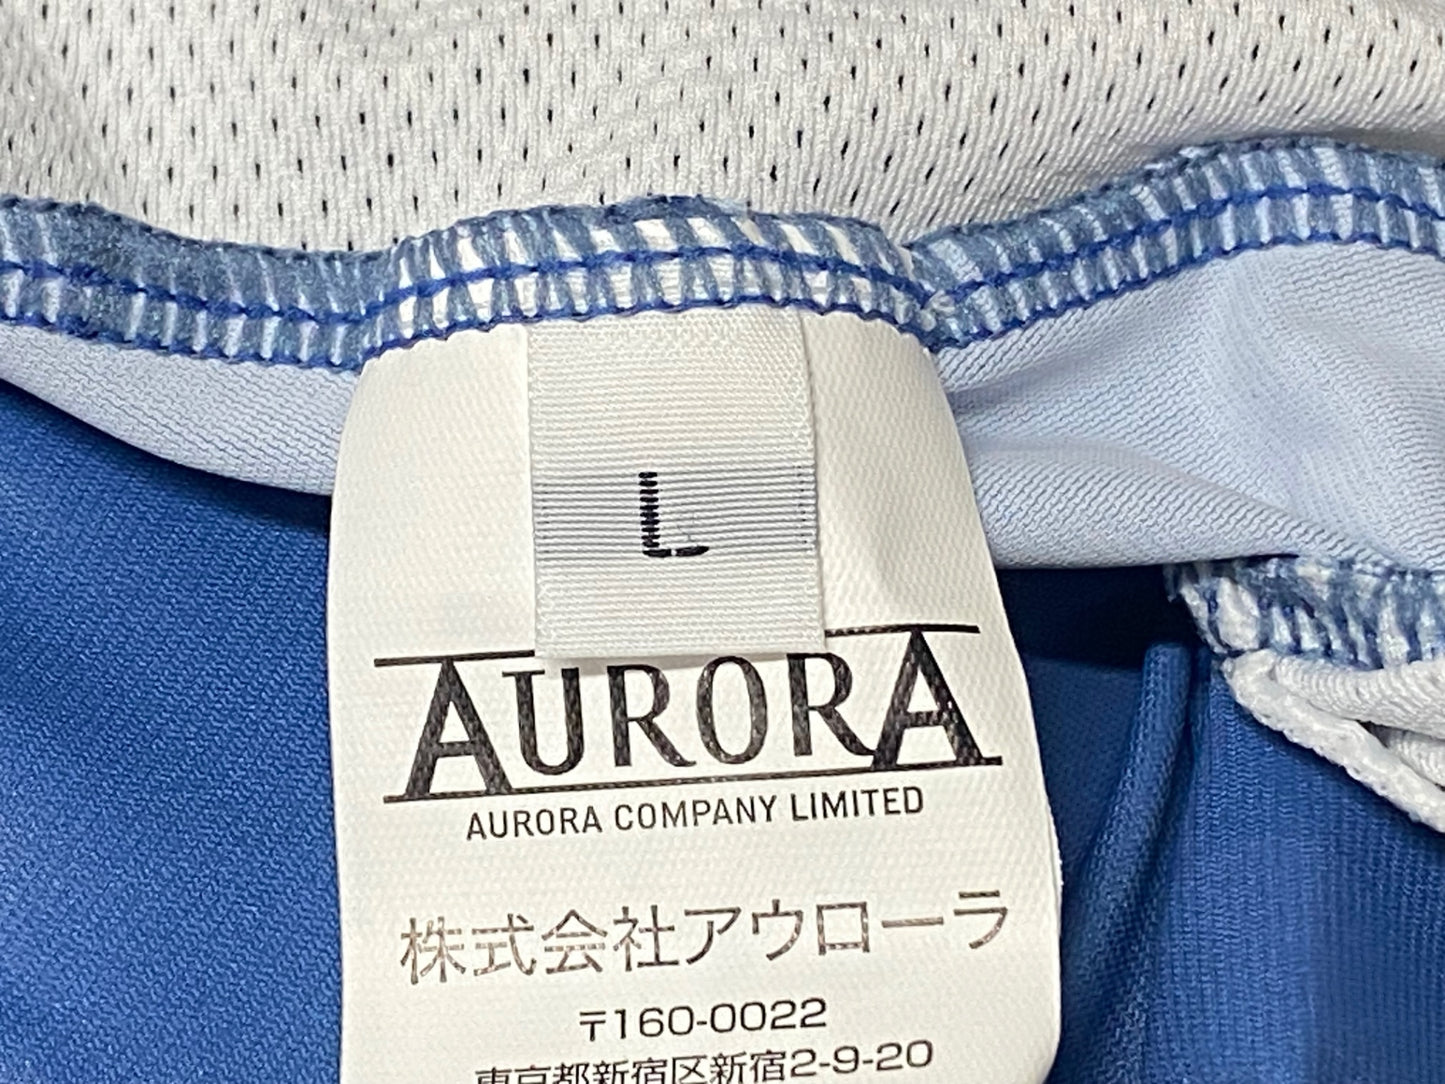 L
AURORA
AURORA COMPANY LIMITED
株式会社アウローラ
〒160-0022
東京都新宿区新宿2-9-20